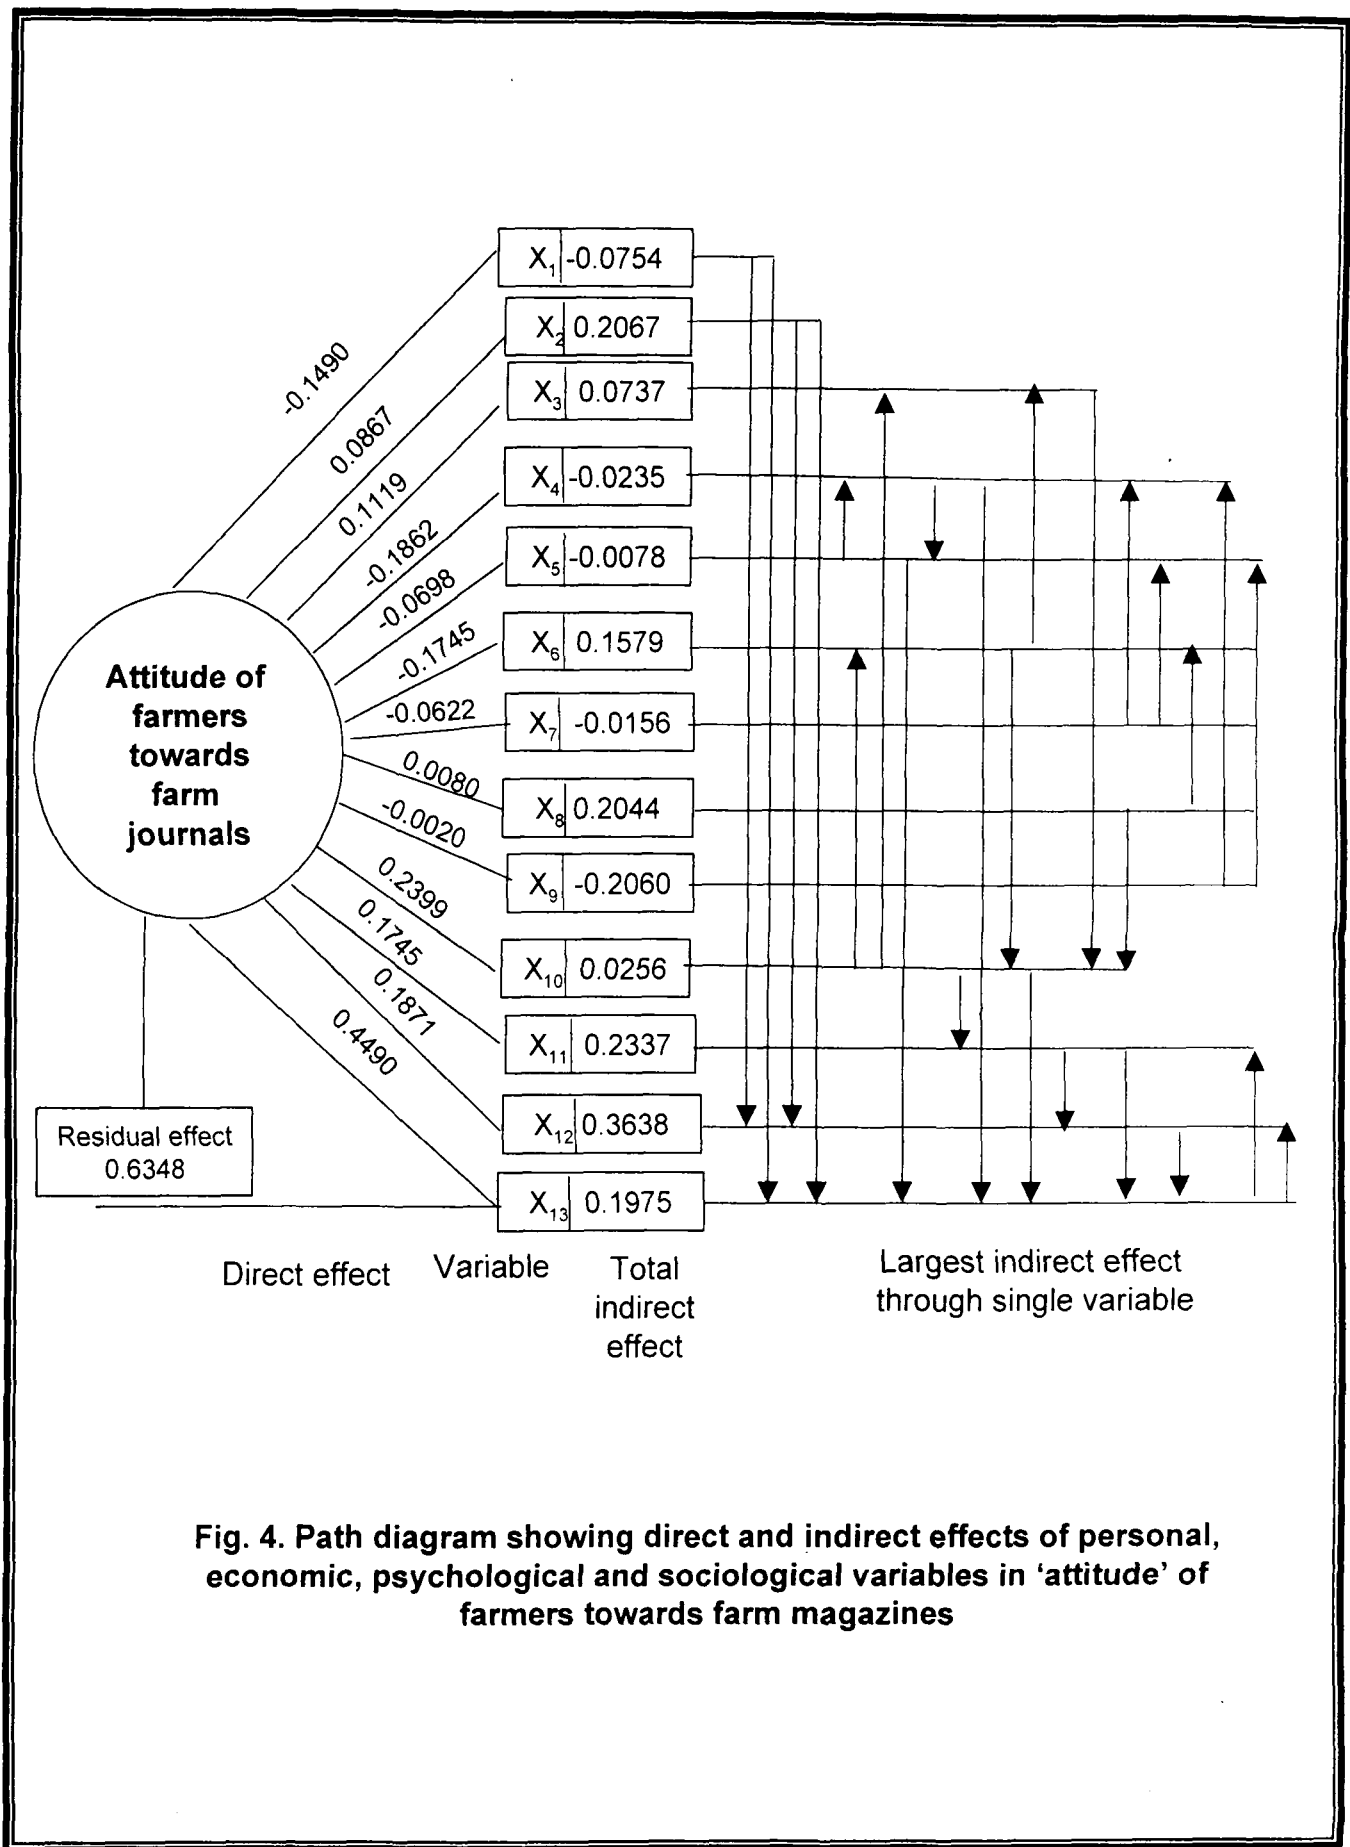 X1 -0.0754
X2 0.2067
X3 0.0737
X4 -0.0235
X5 -0.0078
X6 0.1579
X7 -0.0156
X8 0.2044
X9 -0.2060
X10 0.0256
X11 0.2337
X12 0.3638
X13 0.1975
-0.1490
0.0867
0.1119
-0.1862
-0.0698
-0.1745
-0.0622
0.0080
-0.0020
0.2399
0.1745
0.1871
0.4490
Attitude of
farmers
towards
farm
journals
Residual effect
0.6348
Direct effect
Variable
Total
indirect
effect
Largest indirect effect
through single variable
Fig. 4. Path diagram showing direct and indirect effects of personal,
economic, psychological and sociological variables in ‘attitude’ of
farmers towards farm magazines